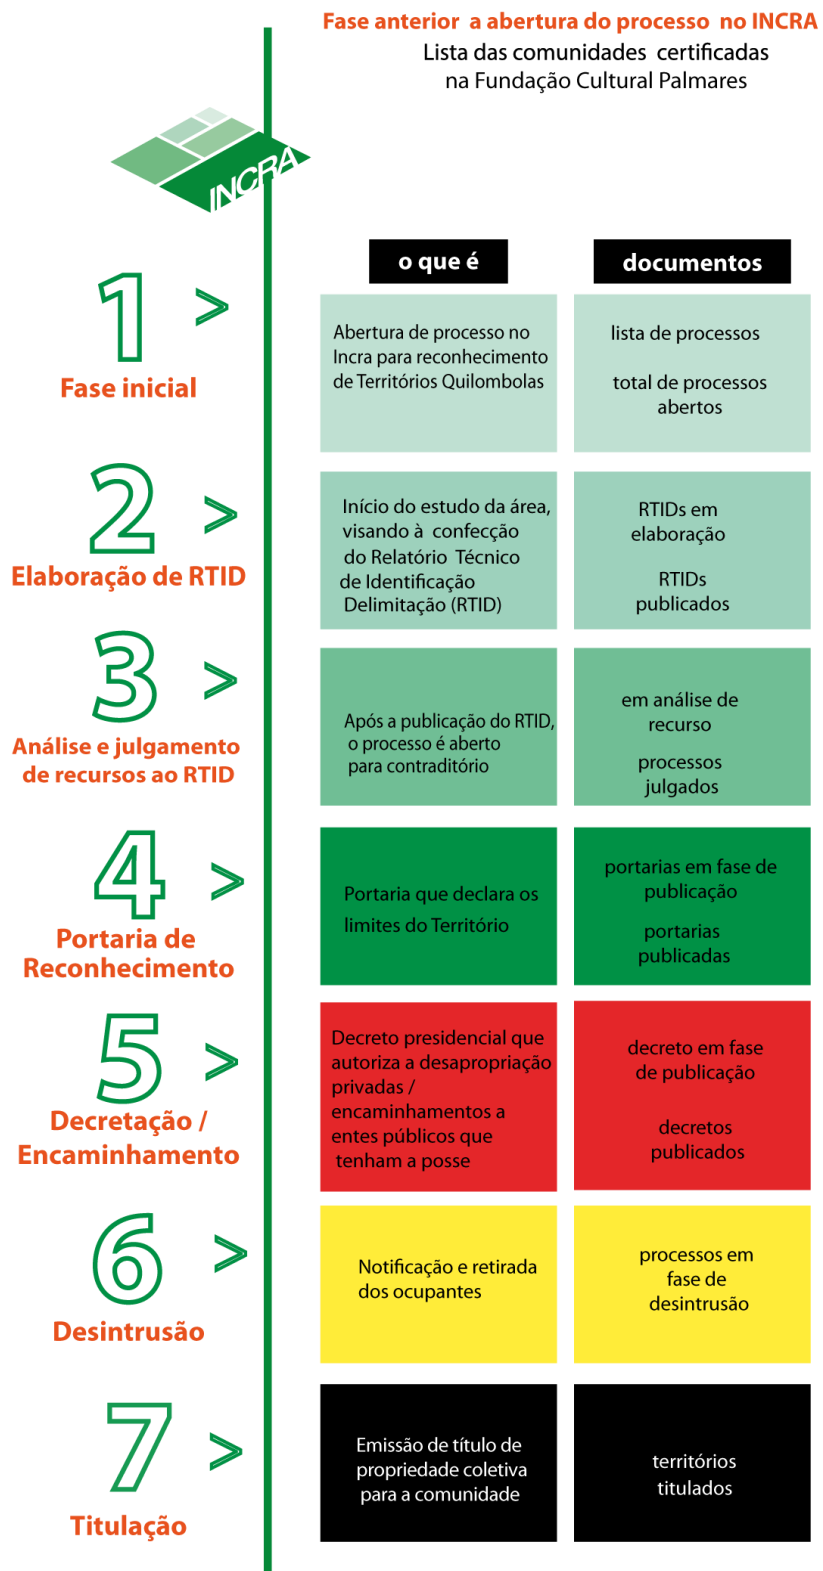 Fase anterior a abertura do processo no INCRA
Lista das comunidades certificadas
na Fundação Cultural Palmares
INCRA
o que é
documentos
1 >
Fase inicial
Abertura de processo no
Incra para reconhecimento
de Territórios Quilombolas
lista de processos
total de processos
abertos
2 >
Elaboração de RTID
Início do estudo da área,
visando à confecção
do Relatório Técnico
de Identificação
Delimitação (RTID)
RTIDs em
elaboração
RTIDs
publicados
3 >
Análise e julgamento
de recursos ao RTID
Após a publicação do RTID,
o processo é aberto
para contraditório
em análise de
recurso
processos
julgados
4 >
Portaria de
Reconhecimento
Portaria que declara os
limites do Território
portarias em fase de
publicação
portarias
publicadas
5 >
Decretação /
Encaminhamento
Decreto presidencial que
autoriza a desapropriação
privadas /
encaminhamentos a
entes públicos que
tenham a posse
decreto em fase
de publicação
decretos
publicados
6 >
Desintrusão
Notificação e retirada
dos ocupantes
processos em
fase de
desintrusão
7 >
Titulação
Emissão de título de
propriedade coletiva
para a comunidade
territórios
titulados